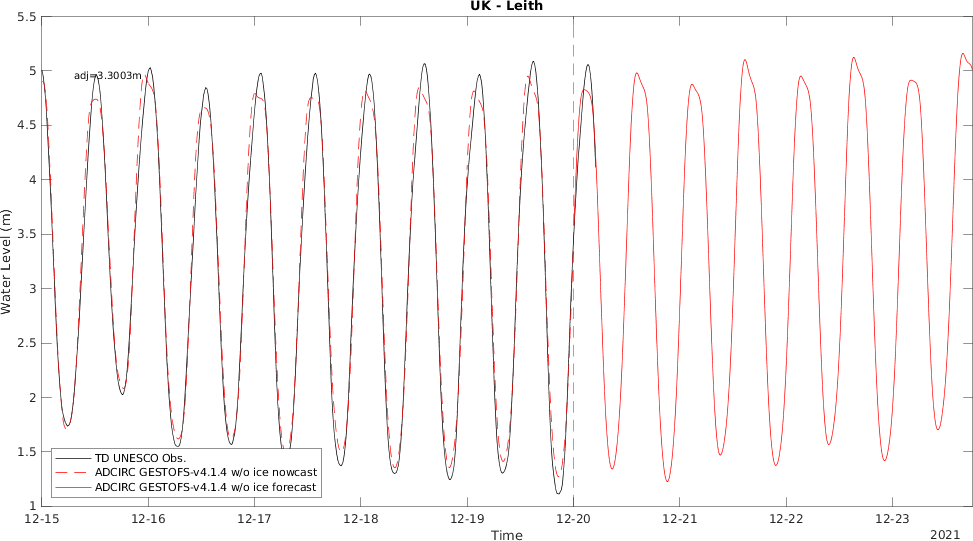 UK - Leith
5.5
5
4.5
4
3.5
3
2.5
2
1.5
1
Water Level (m)
adj=3.3003m
TD UNESCO Obs.
ADCIRC GESTOFS-v4.1.4 w/o ice nowcast
ADCIRC GESTOFS-v4.1.4 w/o ice forecast
12-15 12-16 12-17 12-18 12-19 12-20 12-21 12-22 12-23
Time
2021